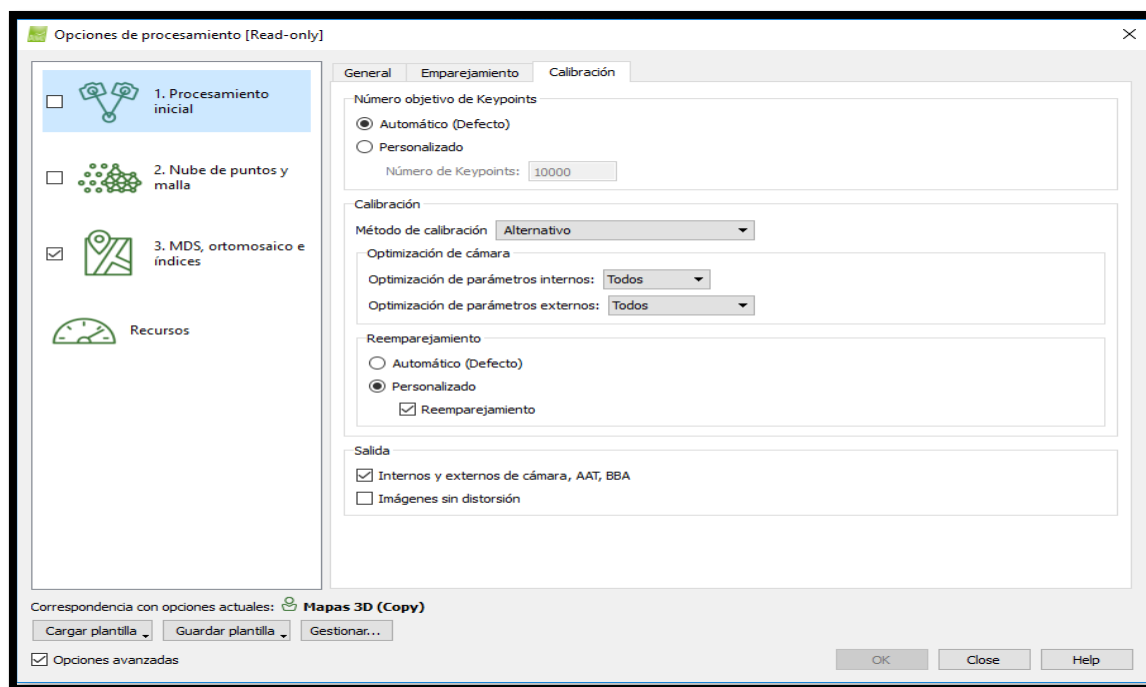 Opciones de procesamiento [Read-only]
1. Procesamiento
inicial
2. Nube de puntos y
malla
3. MDS, ortomosaico e
índices
Recursos
General Emparejamiento Calibración
Número objetivo de Keypoints
Automático (Defecto)
Personalizado
Número de Keypoints: 10000
Calibración
Método de calibración Alternativo
Optimización de cámara
Optimización de parámetros internos: Todos
Optimización de parámetros externos: Todos
Reemparejamiento
Automático (Defecto)
Personalizado
Reemparejamiento
Salida
Internos y externos de cámara, AAT, BBA
Imágenes sin distorsión
Correspondencia con opciones actuales: Mapas 3D (Copy)
Cargar plantilla Guardar plantilla Gestionar...
Opciones avanzadas
OK Close Help